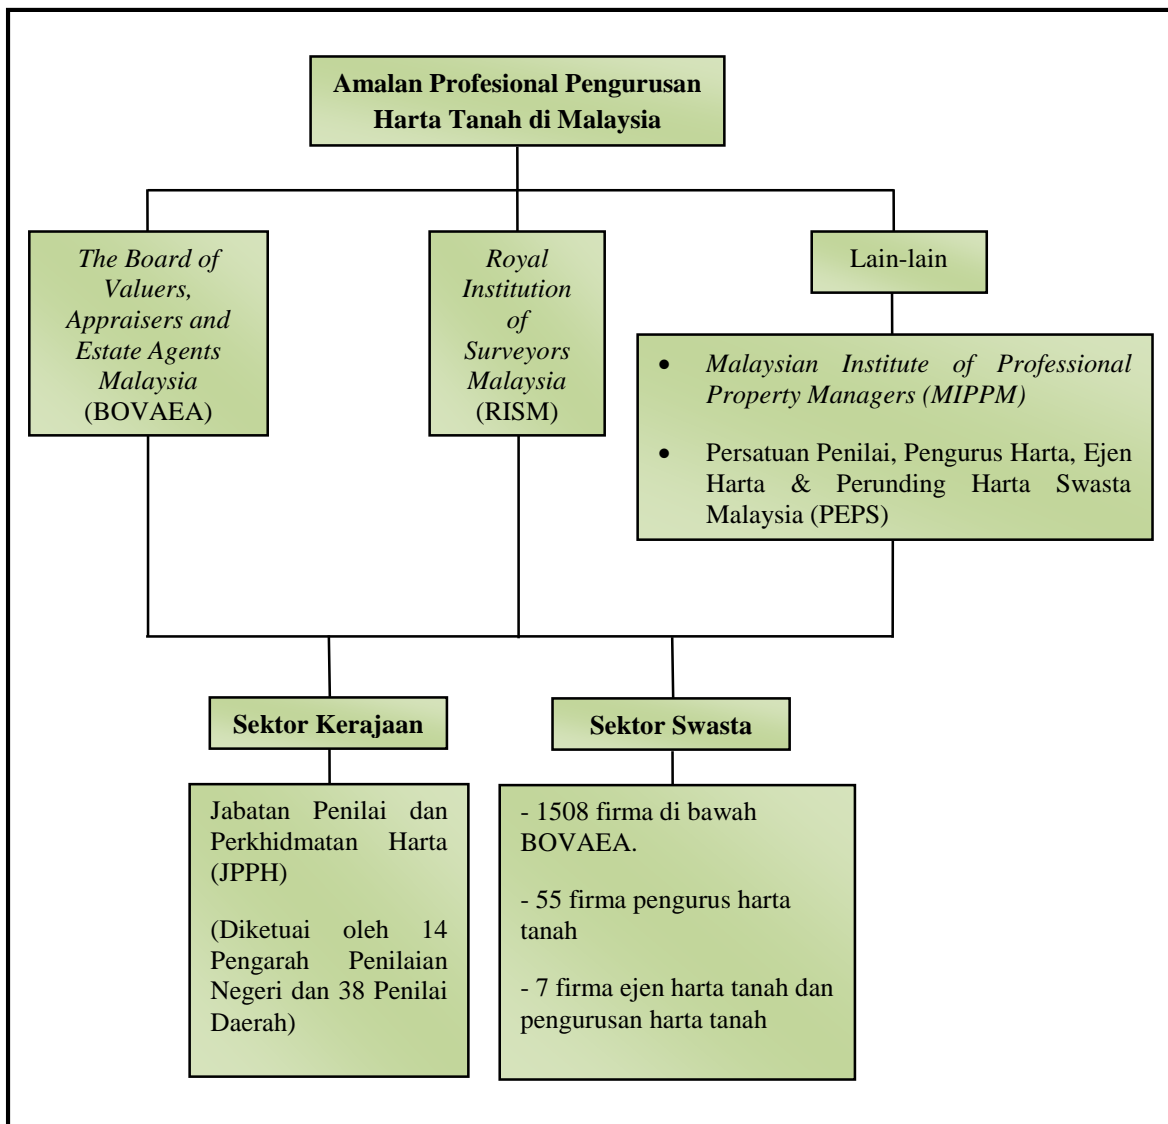 Amalan Profesional Pengurusan
Harta Tanah di Malaysia
The Board of
Valuers,
Appraisers and
Estate Agents
Malaysia
(BOVAEA)
Royal
Institution
of
Surveyors
Malaysia
(RISM)
Lain-lain
• Malaysian Institute of Professional
Property Managers (MIPPM)
• Persatuan Penilai, Pengurus Harta, Ejen
Harta & Perunding Harta Swasta
Malaysia (PEPS)
Sektor Kerajaan
Jabatan Penilai dan
Perkhidmatan Harta
(JPPH)
(Diketuai oleh 14
Pengarah Penilaian
Negeri dan 38 Penilai
Daerah)
Sektor Swasta
- 1508 firma di bawah
BOVAEA.
- 55 firma pengurus harta
tanah
- 7 firma ejen harta tanah dan
pengurusan harta tanah